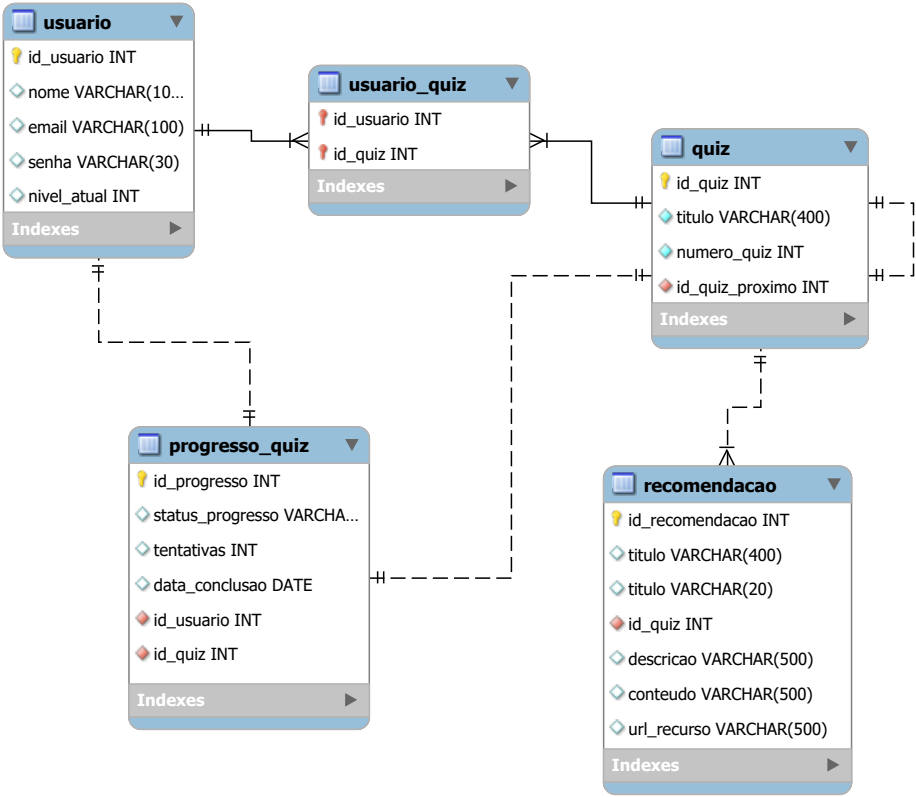 usuario
id_usuario INT
nome VARCHAR(10...
email VARCHAR(100)
senha VARCHAR(30)
nivel_atual INT
Indexes
usuario_quiz
id_usuario INT
id_quiz INT
Indexes
quiz
id_quiz INT
titulo VARCHAR(400)
numero_quiz INT
id_quiz_proximo INT
Indexes
progresso_quiz
id_progresso INT
status_progresso VARCHA...
tentativas INT
data_conclusao DATE
id_usuario INT
id_quiz INT
Indexes
recomendacao
id_recomendacao INT
titulo VARCHAR(400)
titulo VARCHAR(20)
id_quiz INT
descricao VARCHAR(500)
conteudo VARCHAR(500)
url_recurso VARCHAR(500)
Indexes